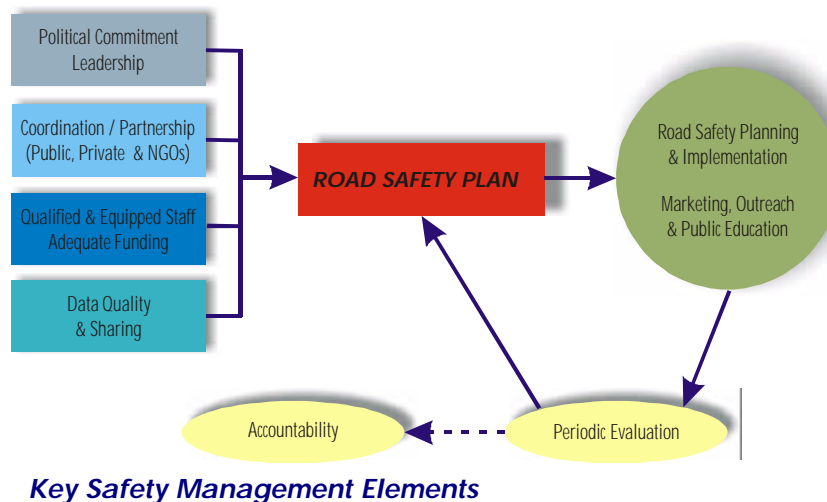 Political Commitment
Leadership
Coordination / Partnership
(Public, Private & NGOs)
Qualified & Equipped Staff
Adequate Funding
Data Quality
& Sharing
ROAD SAFETY PLAN
Road Safety Planning
& Implementation
Marketing, Outreach
& Public Education
Accountability
Periodic Evaluation
Key Safety Management Elements